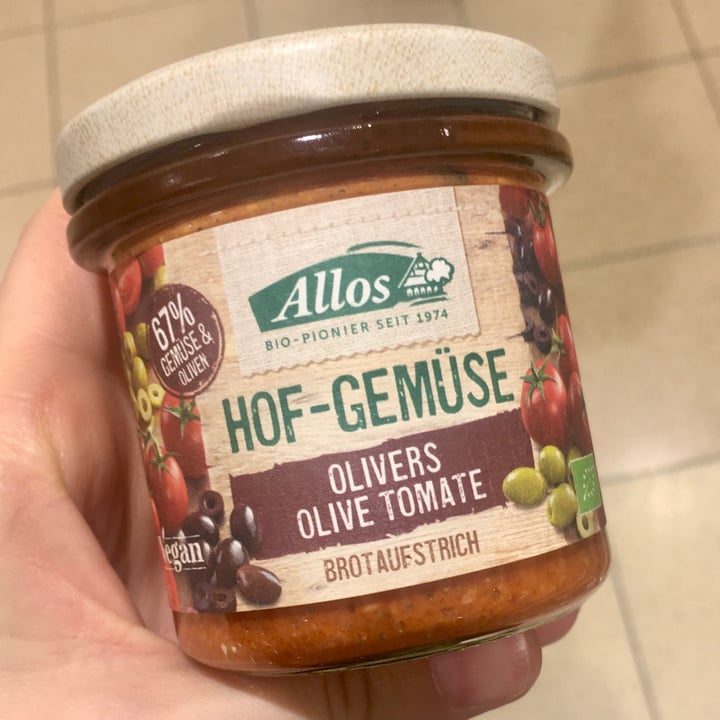 Allos
BIO-PIONIER SEIT 1974
67%
GEMÜSE &
OLIVEN
HOF-GEMÜSE
OLIVERS
OLIVE TOMATE
BROTAUFSTRICH
vegan